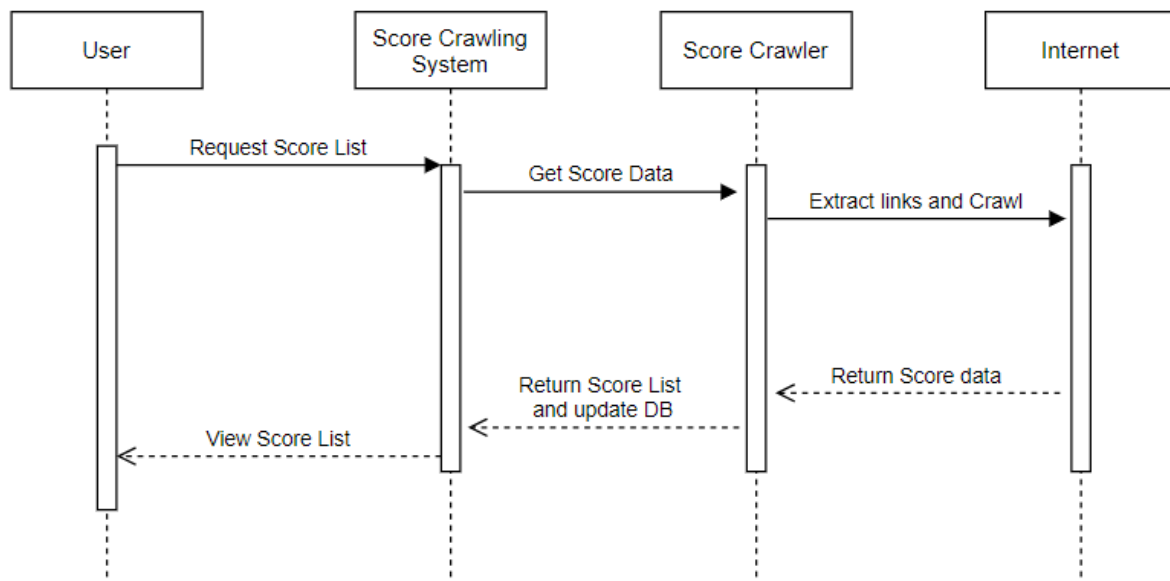 User
Score Crawling
System
Score Crawler
Internet
Request Score List
Get Score Data
Extract links and Crawl
Return Score data
Return Score List
and update DB
View Score List